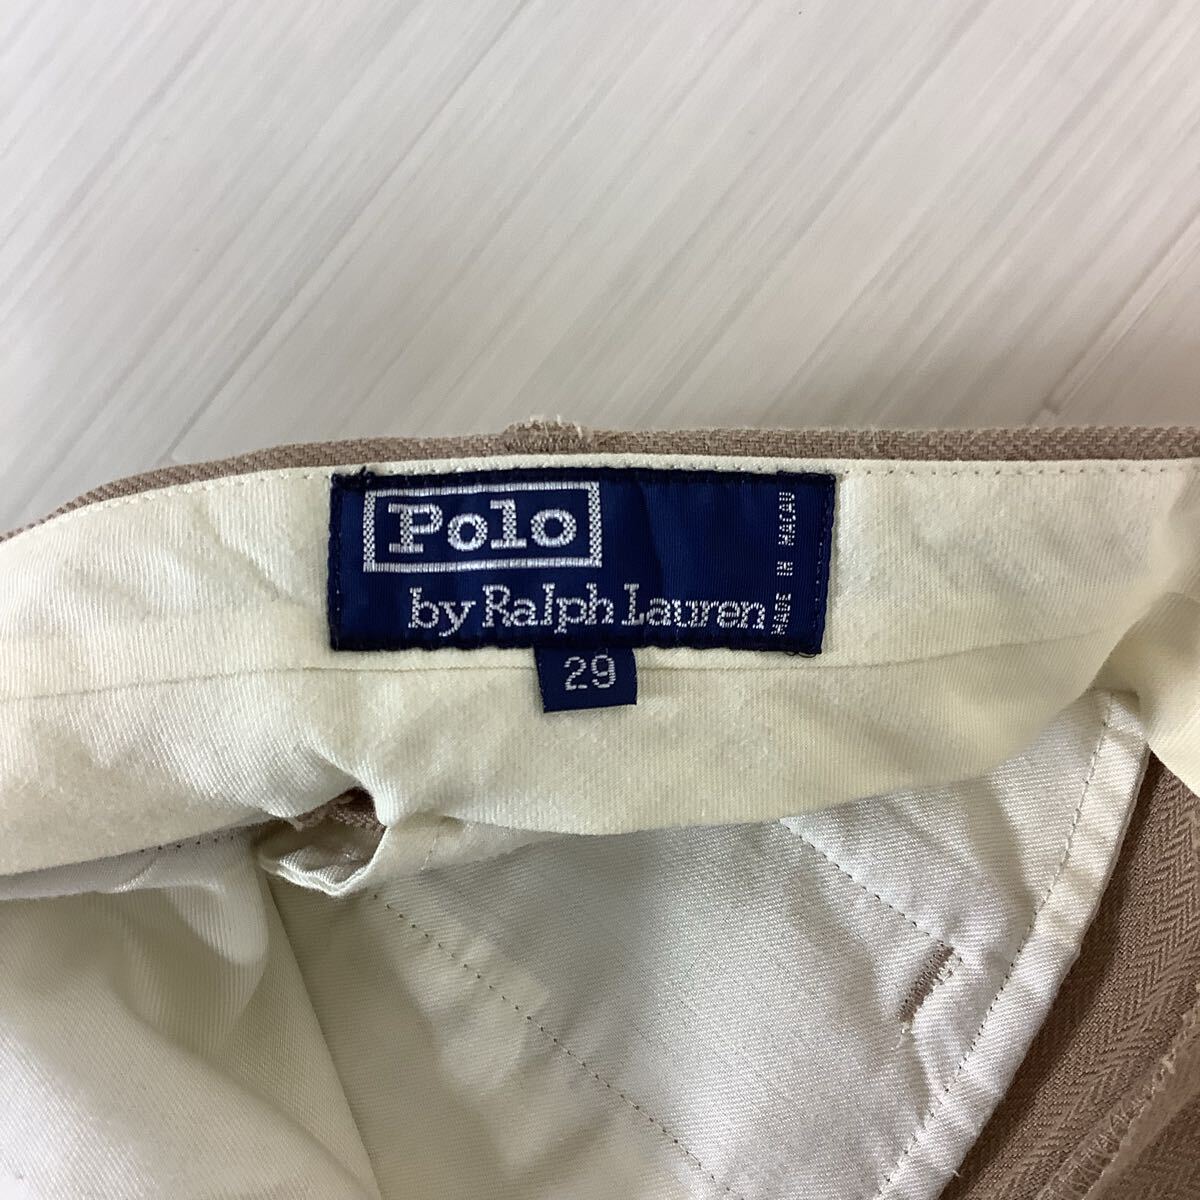 Polo
by Ralph Lauren
MADE IN MACAU
29